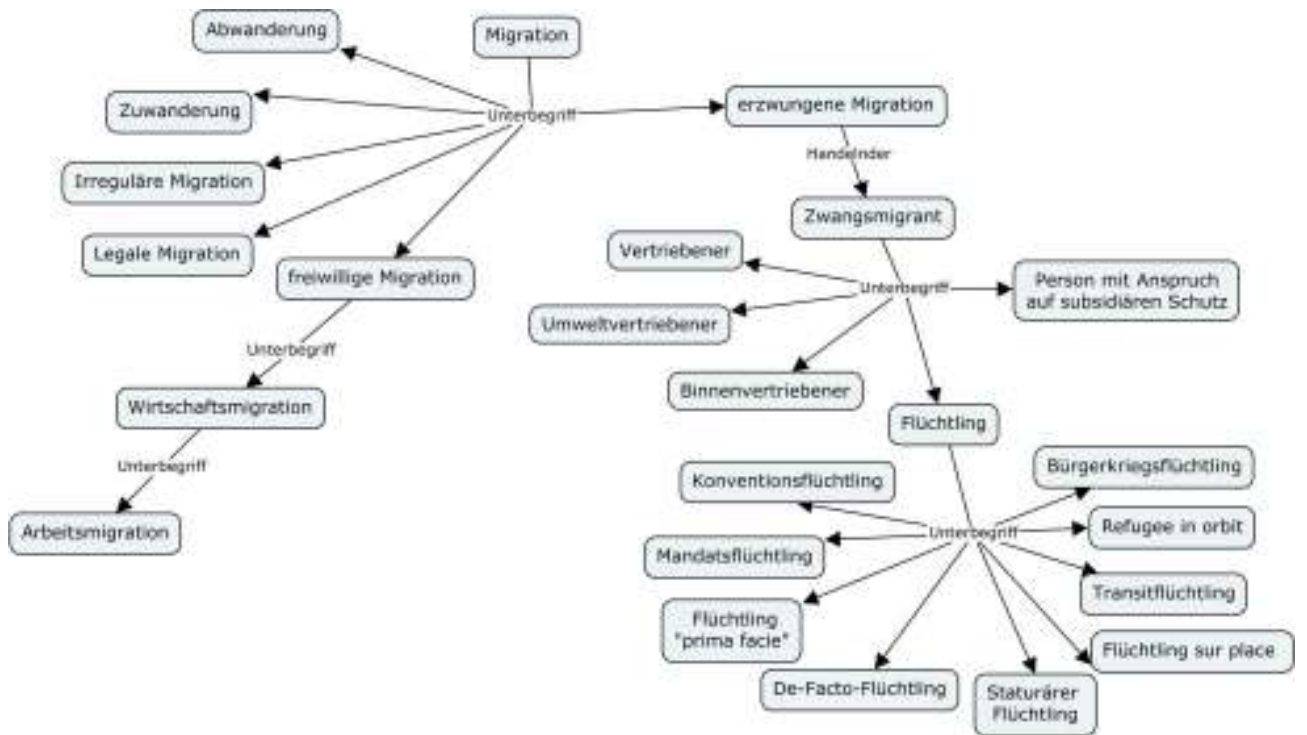 Abwanderung
Migration
Zuwanderung
Unterbegriff
erzwungene Migration
Handelnder
Irreguläre Migration
Zwangsmigrant
Legale Migration
freiwillige Migration
Vertriebener
Unterbegriff
Person mit Anspruch
auf subsidiären Schutz
Umweltvertriebener
Unterbegriff
Binnenvertriebener
Wirtschaftsmigration
Flüchtling
Unterbegriff
Konventionsflüchtling
Bürgerkriegsflüchtling
Arbeitsmigration
Unterbegriff
Refugee in orbit
Mandatsflüchtling
Transitflüchtling
Flüchtling
"prima facie"
Flüchtling sur place
De-Facto-Flüchtling
Staturärer
Flüchtling